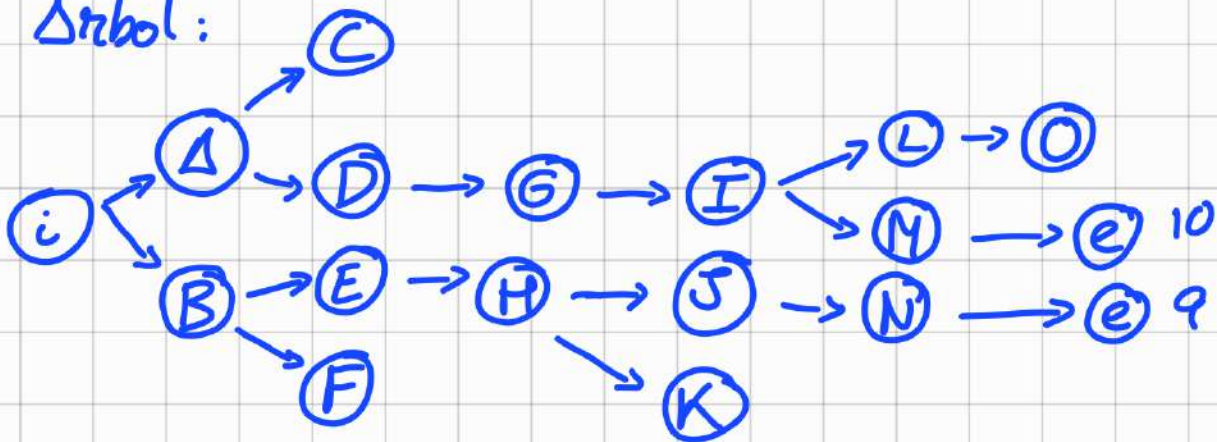 Árbol:
C
A
L → O
i
D → G → I
M → e 10
B
E → H → J → N → e 9
F
K